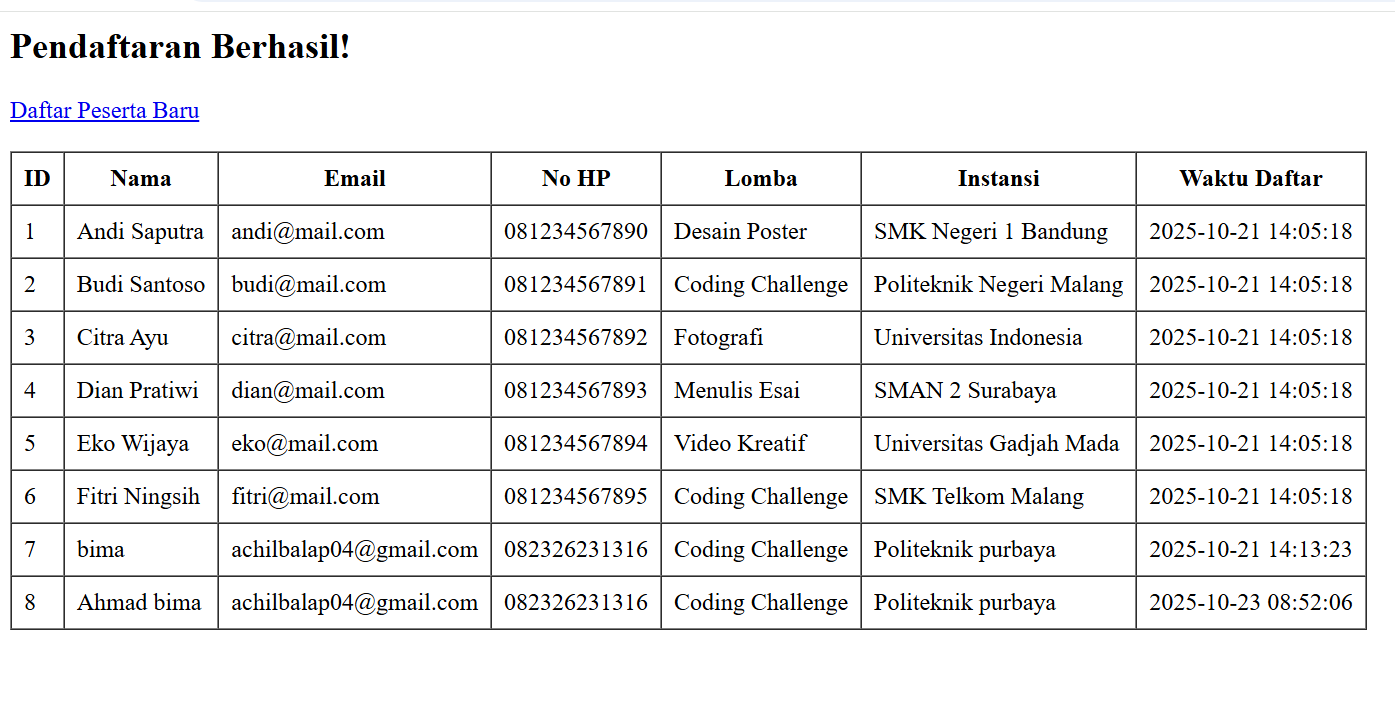 Pendaftaran Berhasil!
Daftar Peserta Baru
ID Nama Email No HP Lomba Instansi Waktu Daftar
1 Andi Saputra andi@mail.com 081234567890 Desain Poster SMK Negeri 1 Bandung 2025-10-21 14:05:18
2 Budi Santoso budi@mail.com 081234567891 Coding Challenge Politeknik Negeri Malang 2025-10-21 14:05:18
3 Citra Ayu citra@mail.com 081234567892 Fotografi Universitas Indonesia 2025-10-21 14:05:18
4 Dian Pratiwi dian@mail.com 081234567893 Menulis Esai SMAN 2 Surabaya 2025-10-21 14:05:18
5 Eko Wijaya eko@mail.com 081234567894 Video Kreatif Universitas Gadjah Mada 2025-10-21 14:05:18
6 Fitri Ningsih fitri@mail.com 081234567895 Coding Challenge SMK Telkom Malang 2025-10-21 14:05:18
7 bima achilbalap04@gmail.com 082326231316 Coding Challenge Politeknik purbaya 2025-10-21 14:13:23
8 Ahmad bima achilbalap04@gmail.com 082326231316 Coding Challenge Politeknik purbaya 2025-10-23 08:52:06